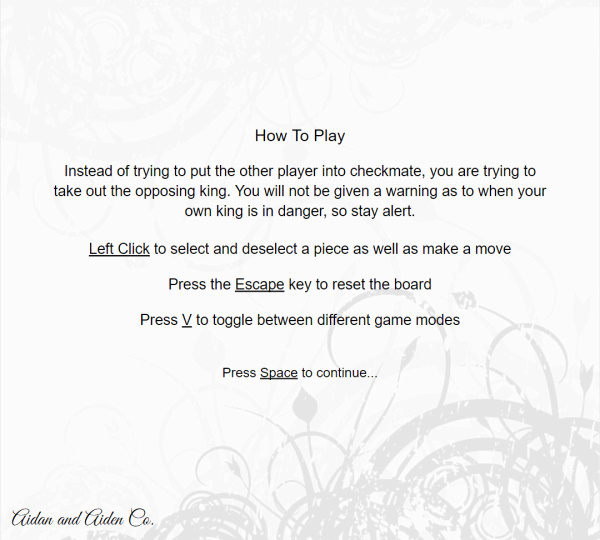 How To Play
Instead of trying to put the other player into checkmate, you are trying to
take out the opposing king. You will not be given a warning as to when your
own king is in danger, so stay alert.
Left Click to select and deselect a piece as well as make a move
Press the Escape key to reset the board
Press V to toggle between different game modes
Press Space to continue...
Aidan and Aiden Co.